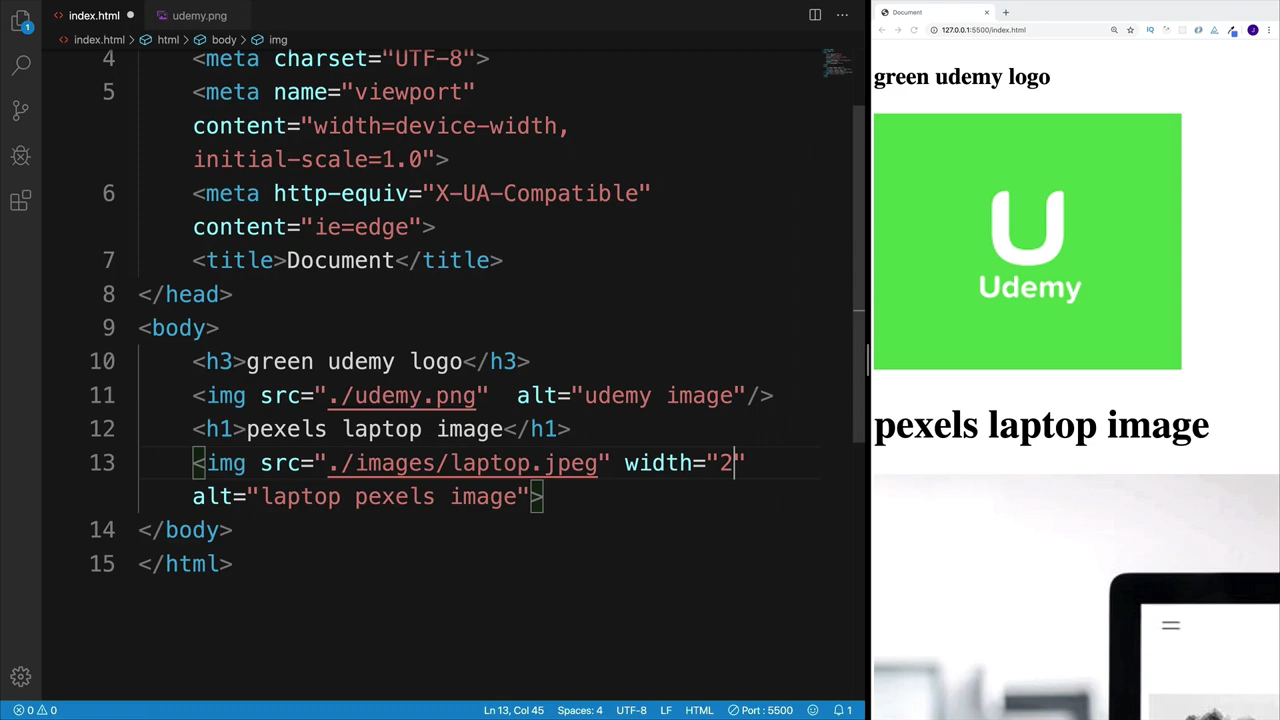 index.html
udemy.png
index.html > html > body > img
4 <meta charset="UTF-8">
5 <meta name="viewport"
content="width=device-width,
initial-scale=1.0">
6 <meta http-equiv="X-UA-Compatible"
content="ie=edge">
7 <title>Document</title>
8 </head>
9 <body>
10 <h3>green udemy logo</h3>
11 <img src="./udemy.png"  alt="udemy image"/>
12 <h1>pexels laptop image</h1>
13 <img src="./images/laptop.jpeg" width="2"
alt="laptop pexels image">
14 </body>
15 </html>
1
0 0
Ln 13, Col 45
Spaces: 4
UTF-8
LF
HTML
Port : 5500
1
Document
127.0.0.1:5500/index.html
IQ
J
green udemy logo
U
Udemy
pexels laptop image